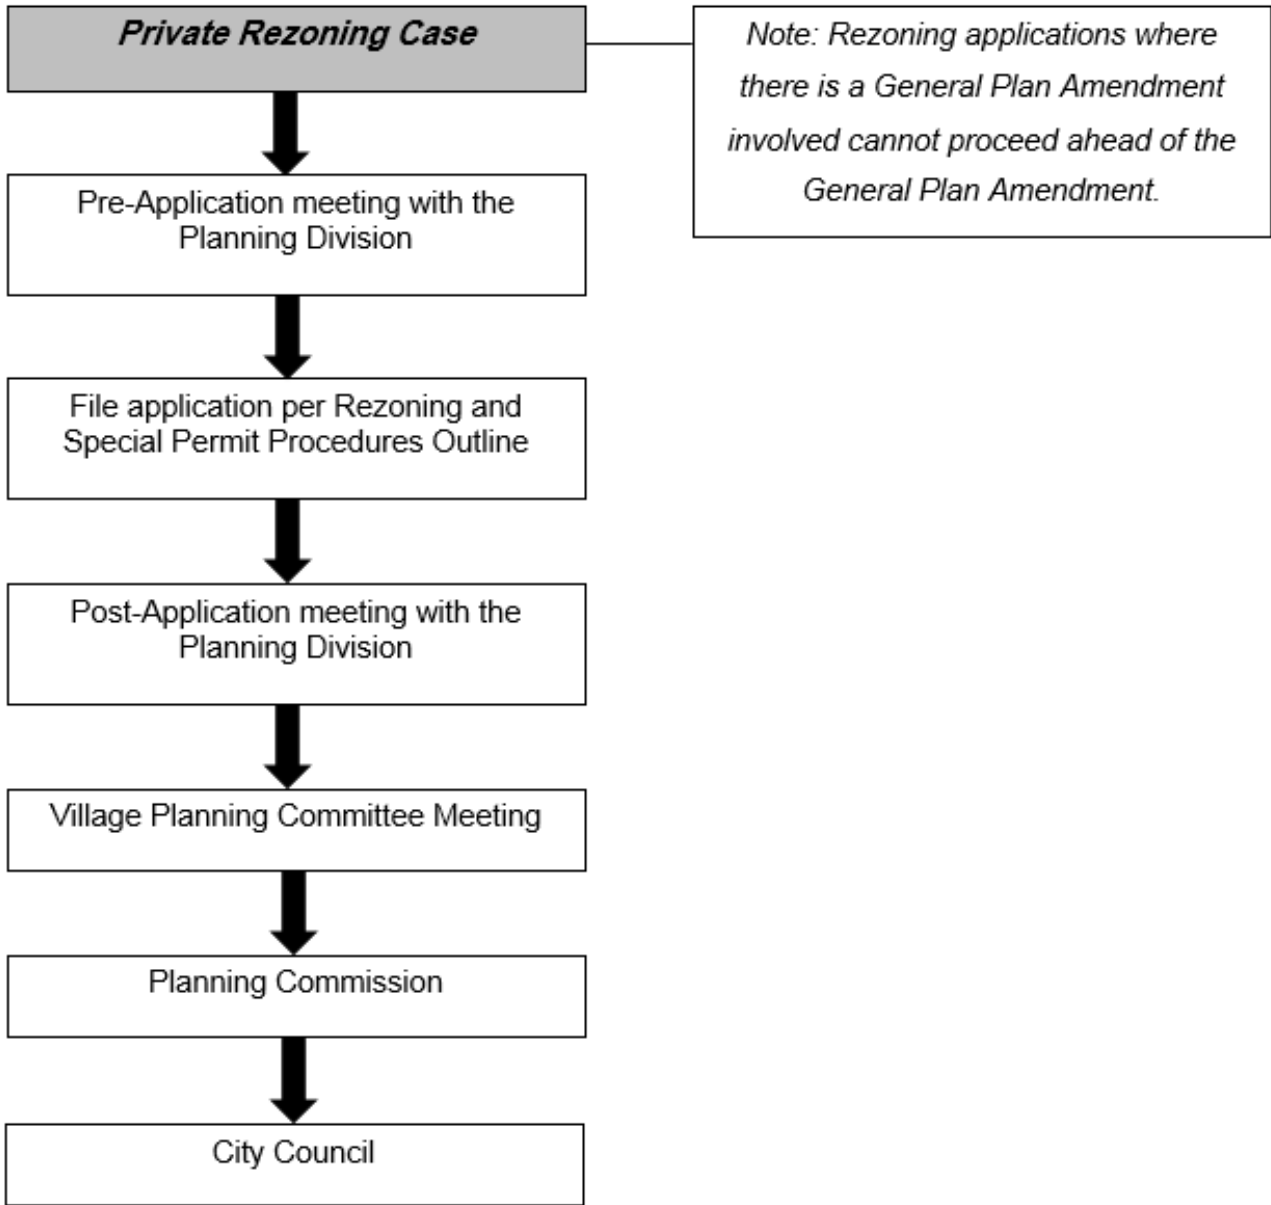 Private Rezoning Case
Note: Rezoning applications where
there is a General Plan Amendment
involved cannot proceed ahead of the
General Plan Amendment.
Pre-Application meeting with the
Planning Division
File application per Rezoning and
Special Permit Procedures Outline
Post-Application meeting with the
Planning Division
Village Planning Committee Meeting
Planning Commission
City Council